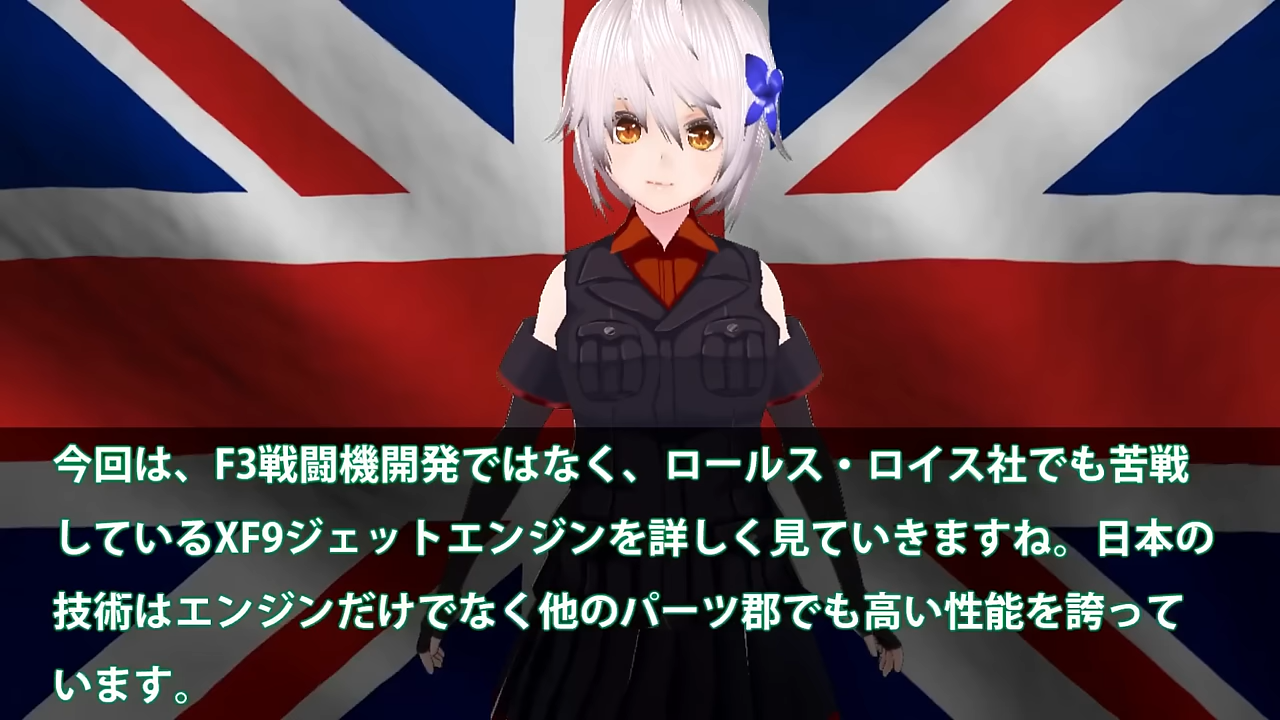 今回は、F3戦闘機開発ではなく、ロールス・ロイス社でも苦戦
しているXF9ジェットエンジンを詳しく見ていきますね。日本の
技術はエンジンだけでなく他のパーツ郡でも高い性能を誇って
います。